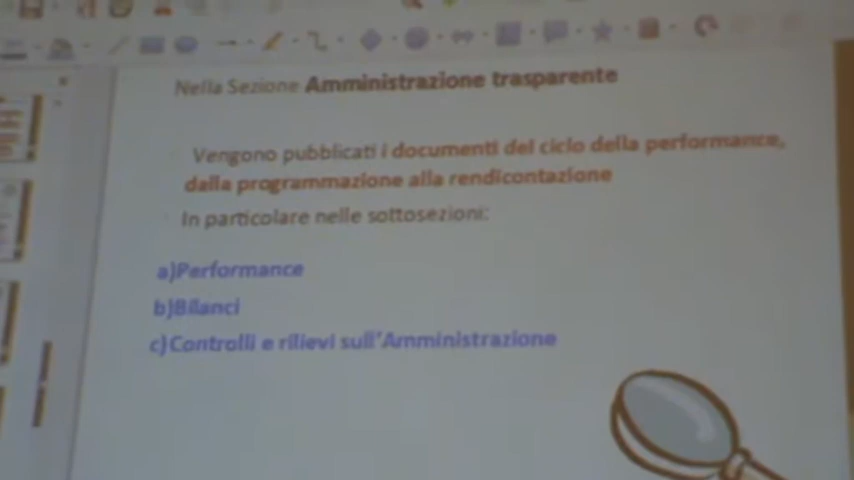 Nella Sezione Amministrazione trasparente
Vengono pubblicati i documenti del ciclo della performance,
dalla programmazione alla rendicontazione
In particolare nelle sottosezioni:
a)Performance
b)Bilanci
c)Controlli e rilievi sull'Amministrazione